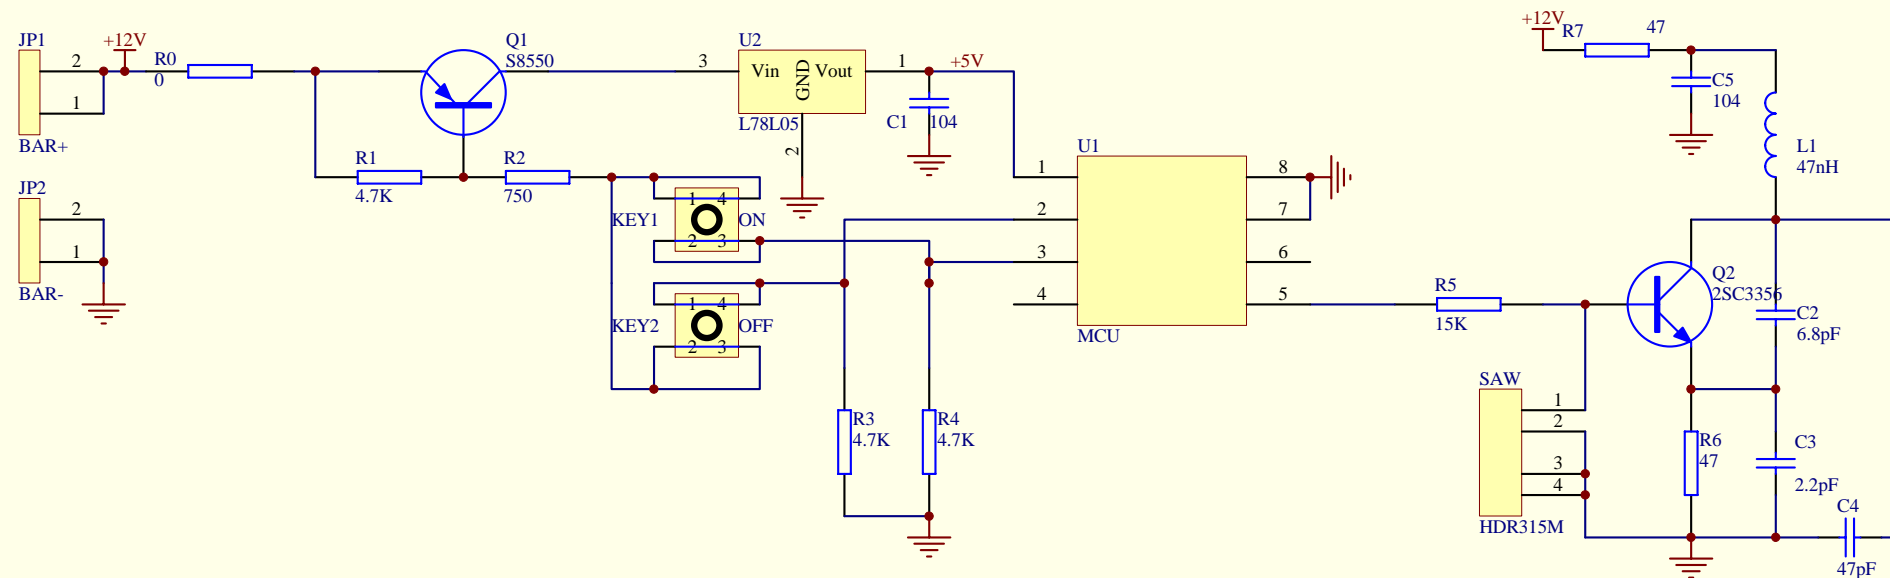 JP1
2
1
BAR+
+12V
R0
0
Q1
S8550
U2
3
Vin
GND
Vout
1
L78L05
2
+5V
C1
104
R1
4.7K
R2
750
JP2
2
1
BAR-
KEY1
1
4
2
3
ON
KEY2
1
4
2
3
OFF
R3
4.7K
R4
4.7K
U1
1
2
3
4
8
7
6
5
MCU
R5
15K
+12V
R7
47
C5
104
L1
47nH
Q2
2SC3356
C2
6.8pF
SAW
1
2
3
4
HDR315M
R6
47
C3
2.2pF
C4
47pF